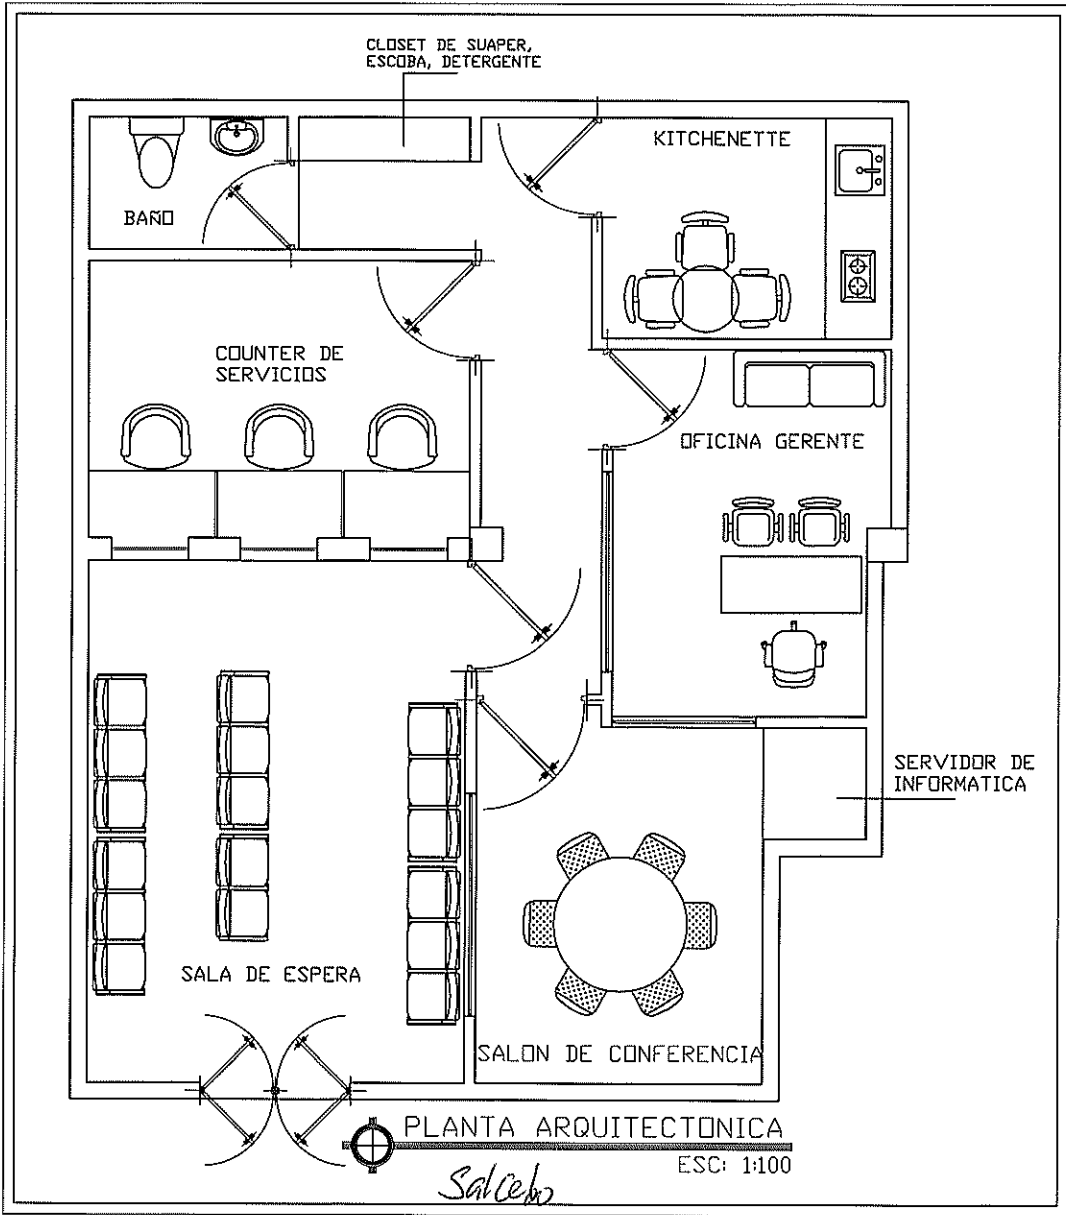 CLOSET DE SUAPER,
ESCOBA, DETERGENTE
KITCHENETTE
BAÑO
COUNTER DE
SERVICIOS
OFICINA GERENTE
SERVIDOR DE
INFORMATICA
SALA DE ESPERA
SALON DE CONFERENCIA
PLANTA ARQUITECTONICA
ESC: 1:100
Salcebo